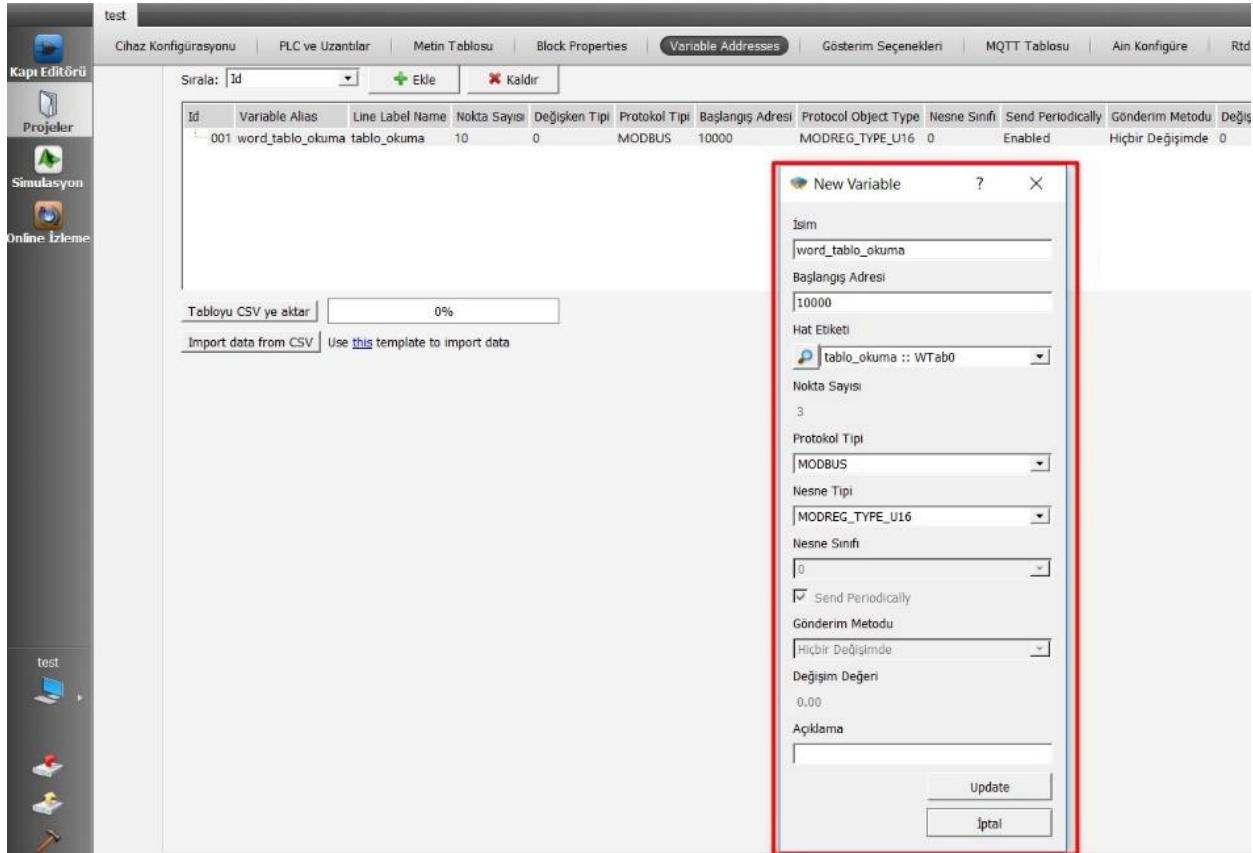 test
Cihaz Konfigürasyonu PLC ve Uzantılar Metin Tablosu Block Properties Variable Addresses Gösterim Seçenekleri MQTT Tablosu Ain Konfigüre Rtd
Kapı Editörü
Projeler
Simulasyon
Online İzleme
test
Sırala: Id Ekle Kaldır
Id Variable Alias Line Label Name Nokta Sayısı Değişken Tipi Protokol Tipi Başlangış Adresi Protocol Object Type Nesne Sınıfı Send Periodically Gönderim Metodu Değiş
001 word_tablo_okuma tablo_okuma 10 0 MODBUS 10000 MODREG_TYPE_U16 0 Enabled Hiçbir Değişimde 0
Tabloyu CSV ye aktar 0%
Import data from CSV Use this template to import data
New Variable ?
İsim
word_tablo_okuma
Başlangış Adresi
10000
Hat Etiketi
tablo_okuma :: WTab0
Nokta Sayısı
3
Protokol Tipi
MODBUS
Nesne Tipi
MODREG_TYPE_U16
Nesne Sınıfı
0
Send Periodically
Gönderim Metodu
Hiçbir Değişimde
Değişim Değeri
0.00
Açıklama
Update
İptal